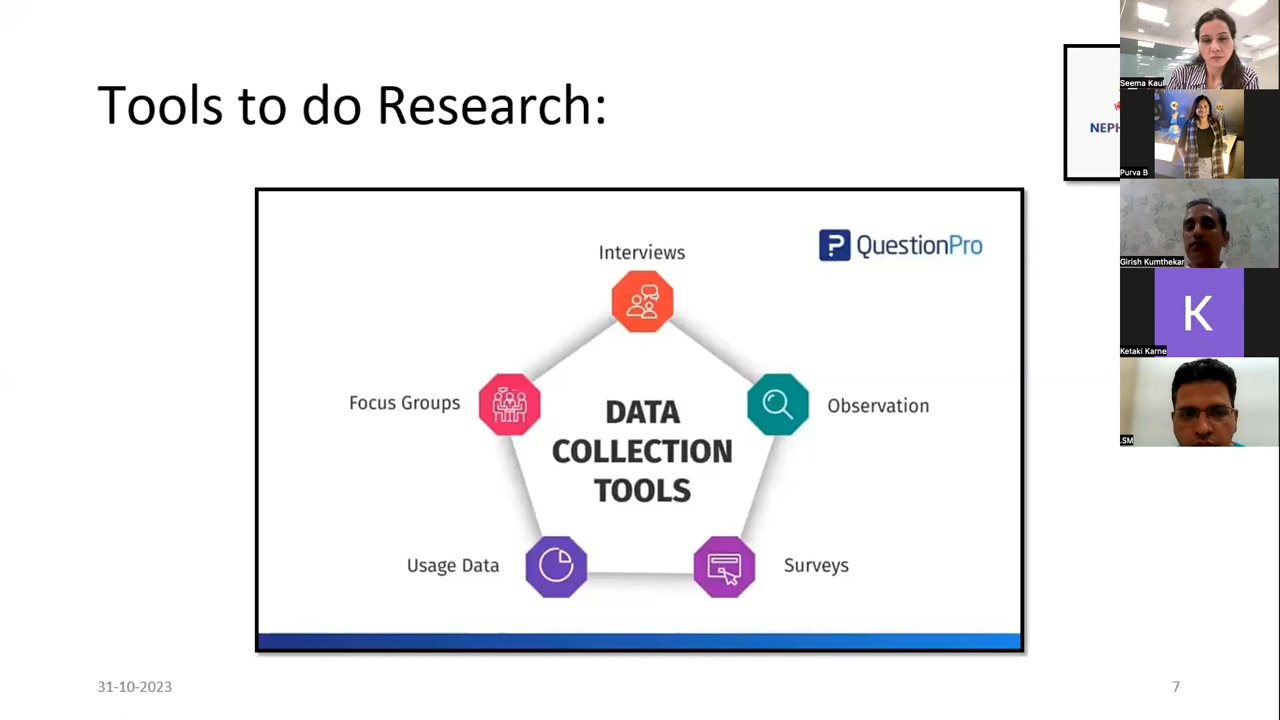 Tools to do Research:
NEPH
QuestionPro
Interviews
Focus Groups
Observation
DATA
COLLECTION
TOOLS
Usage Data
Surveys
31-10-2023
7
Seema Kaul
Purva B
Girish Kumthekar
K
Ketaki Karne
.SM